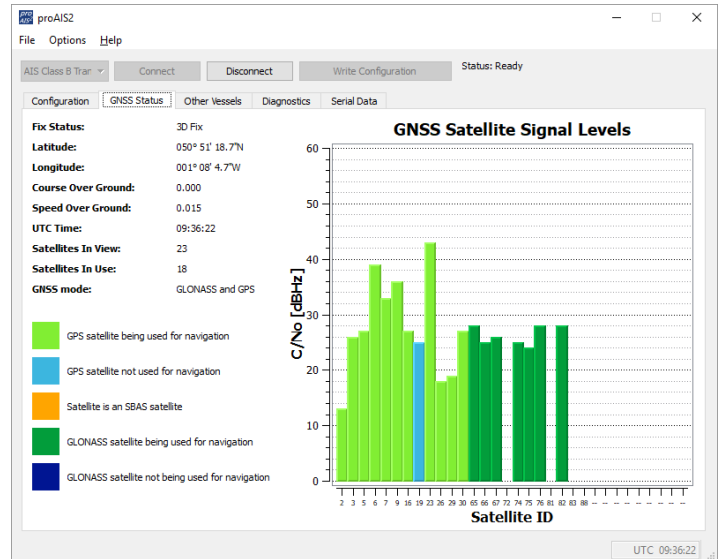 proAIS2
File Options Help
AIS Class B Tran Connect Disconnect Write Configuration Status: Ready
Configuration GNSS Status Other Vessels Diagnostics Serial Data
Fix Status: 3D Fix
Latitude: 050° 51' 18.7"N
Longitude: 001° 08' 4.7"W
Course Over Ground: 0.000
Speed Over Ground: 0.015
UTC Time: 09:36:22
Satellites In View: 23
Satellites In Use: 18
GNSS mode: GLONASS and GPS
GPS satellite being used for navigation
GPS satellite not used for navigation
Satellite is an SBAS satellite
GLONASS satellite being used for navigation
GLONASS satellite not being used for navigation
GNSS Satellite Signal Levels
60
50
40
30
20
10
0
C/No [dBHz]
2 3 5 6 7 9 16 19 23 26 29 30 65 66 67 72 74 75 76 81 82 83 88 -- -- -- -- -- -- -- -- --
Satellite ID
UTC 09:36:22